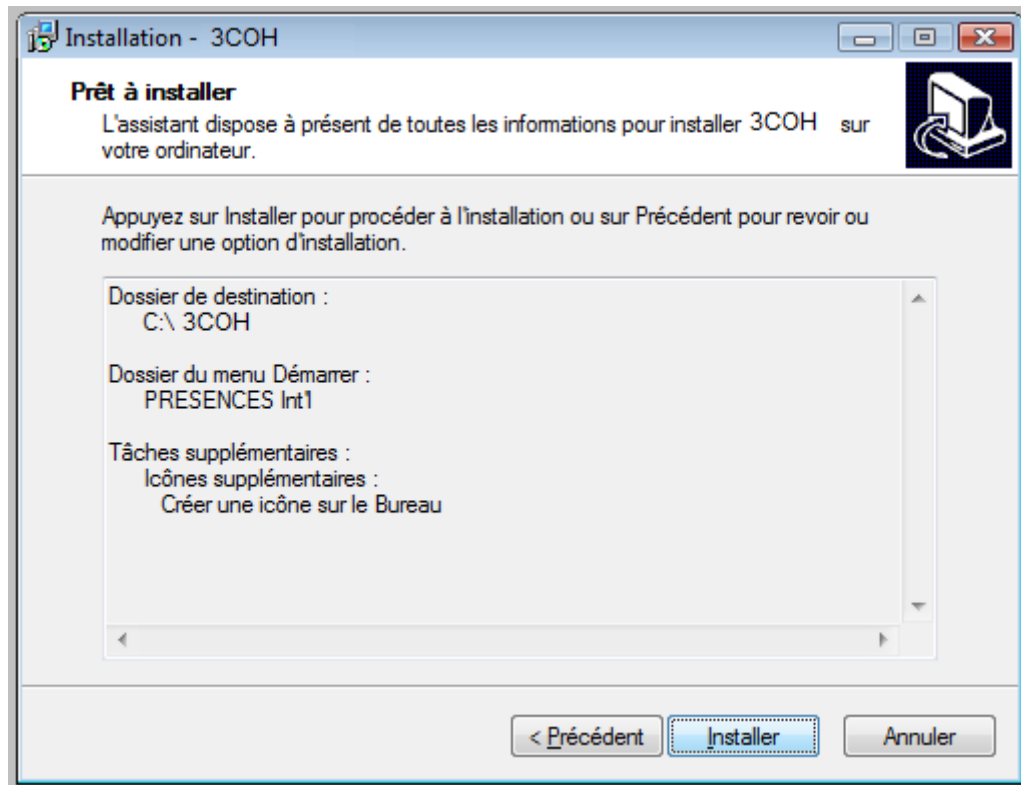 Installation - 3COH
Prêt à installer
L'assistant dispose à présent de toutes les informations pour installer 3COH sur
votre ordinateur.
Appuyez sur Installer pour procéder à l'installation ou sur Précédent pour revoir ou
modifier une option d'installation.
Dossier de destination :
C:\ 3COH
Dossier du menu Démarrer :
PRESENCES Int1
Tâches supplémentaires :
Icônes supplémentaires :
Créer une icône sur le Bureau
< Précédent
Installer
Annuler